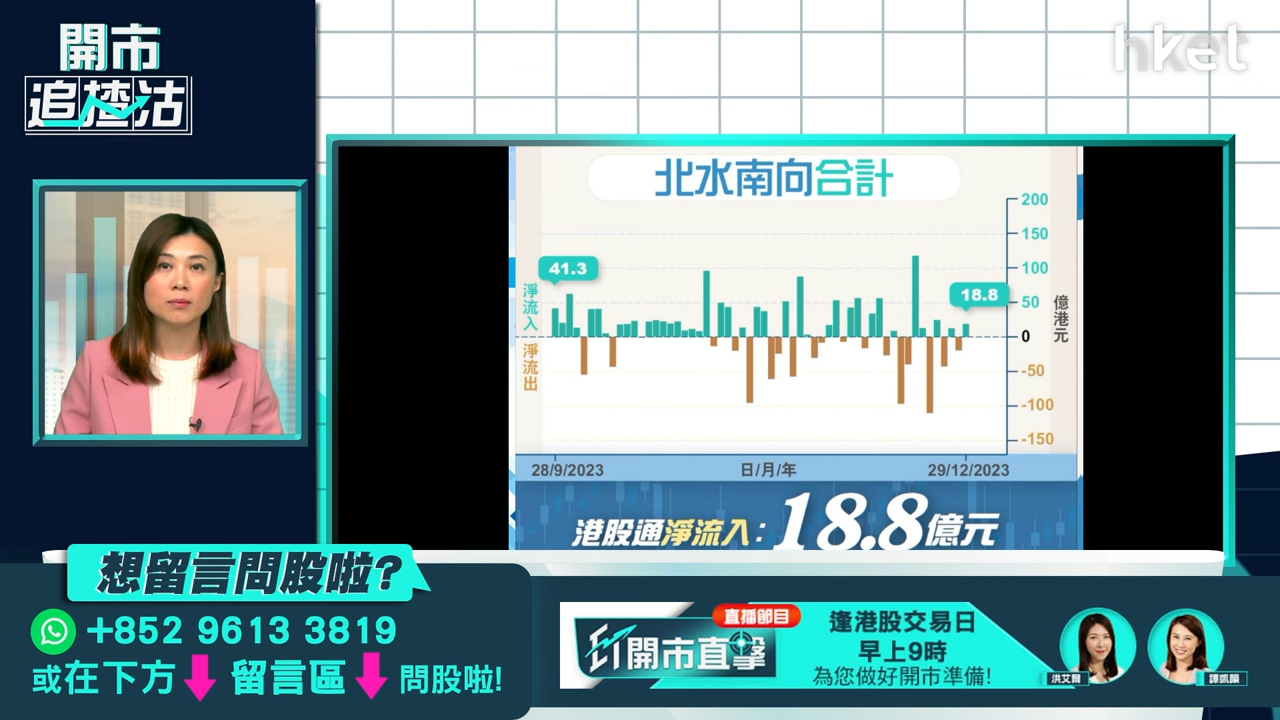 開市
追揸沽
hket
北水南向合計
200
150
100
50
0
-50
-100
-150
41.3
18.8
淨流入
淨流出
億港元
28/9/2023
日/月/年
29/12/2023
港股通淨流入：18.8億元
想留言問股啦?
+852 9613 3819
或在下方 留言區 問股啦!
直播節目
ET開市直擊
逢港股交易日
早上9時
為您做好開市準備!
洪艾爾
譚凱韻